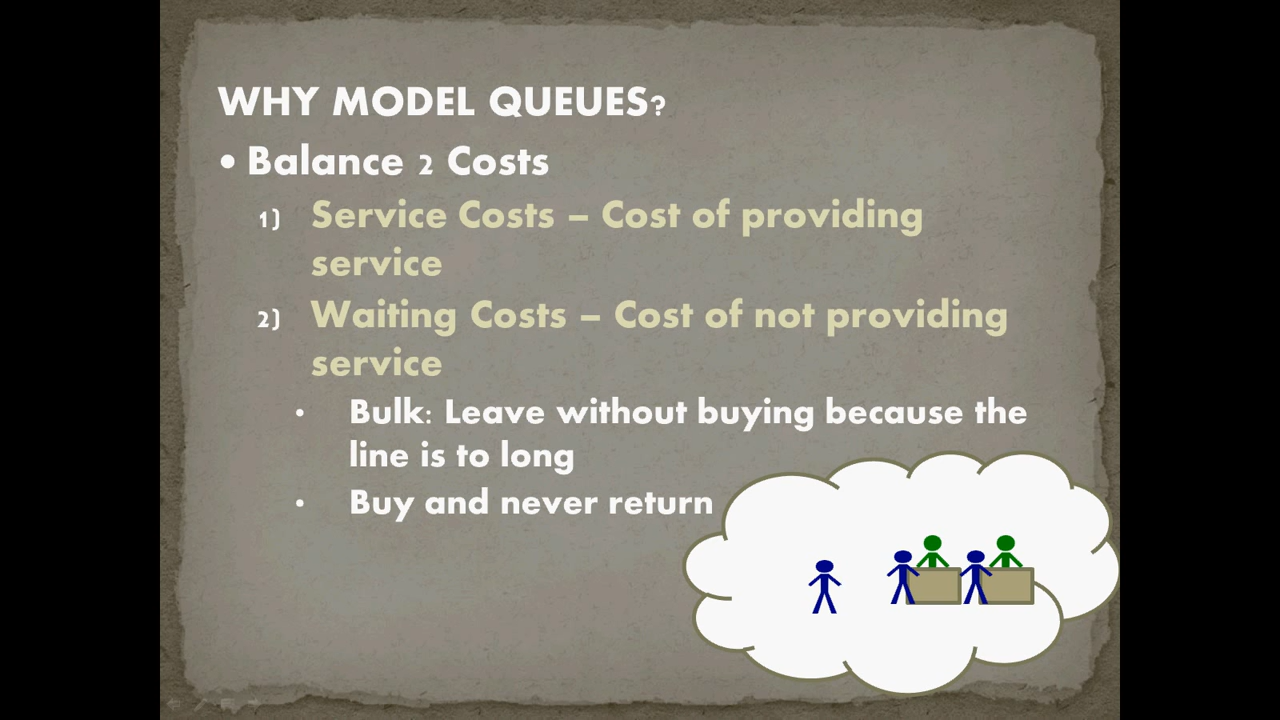 WHY MODEL QUEUES?
• Balance 2 Costs
1) Service Costs – Cost of providing
service
2) Waiting Costs – Cost of not providing
service
• Bulk: Leave without buying because the
line is to long
• Buy and never return